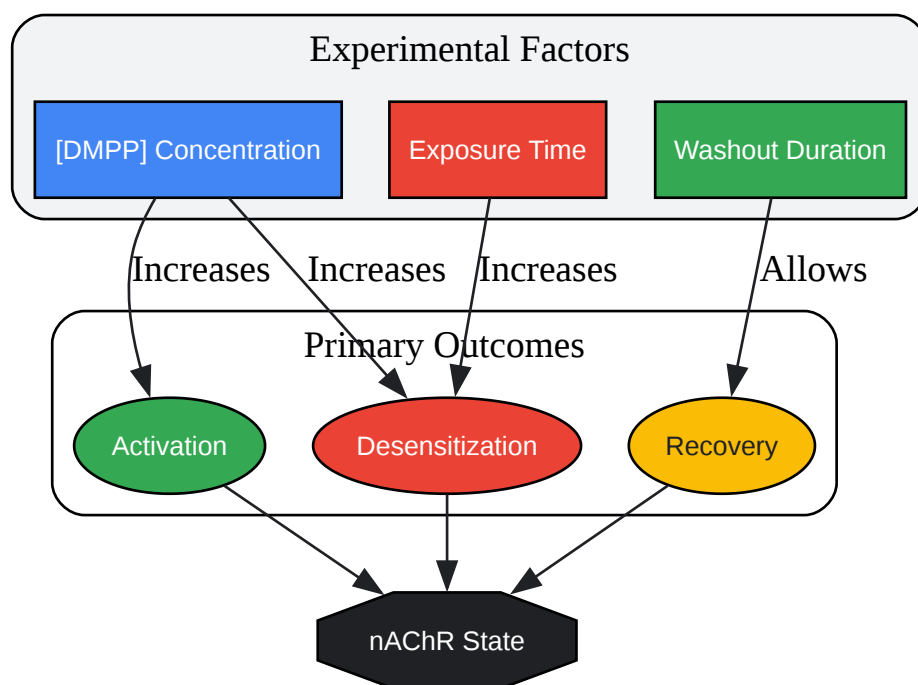 Experimental Factors
[DMPP] Concentration
Exposure Time
Washout Duration
Increases
Increases
Increases
Allows
Primary Outcomes
Activation
Desensitization
Recovery
nAChR State